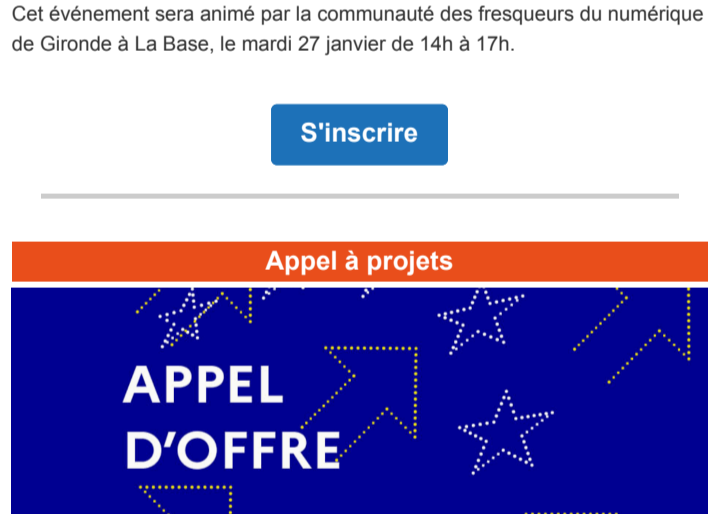 Cet événement sera animé par la communauté des fresqueurs du numérique
de Gironde à La Base, le mardi 27 janvier de 14h à 17h.
S'inscrire
Appel à projets
APPEL
D’OFFRE